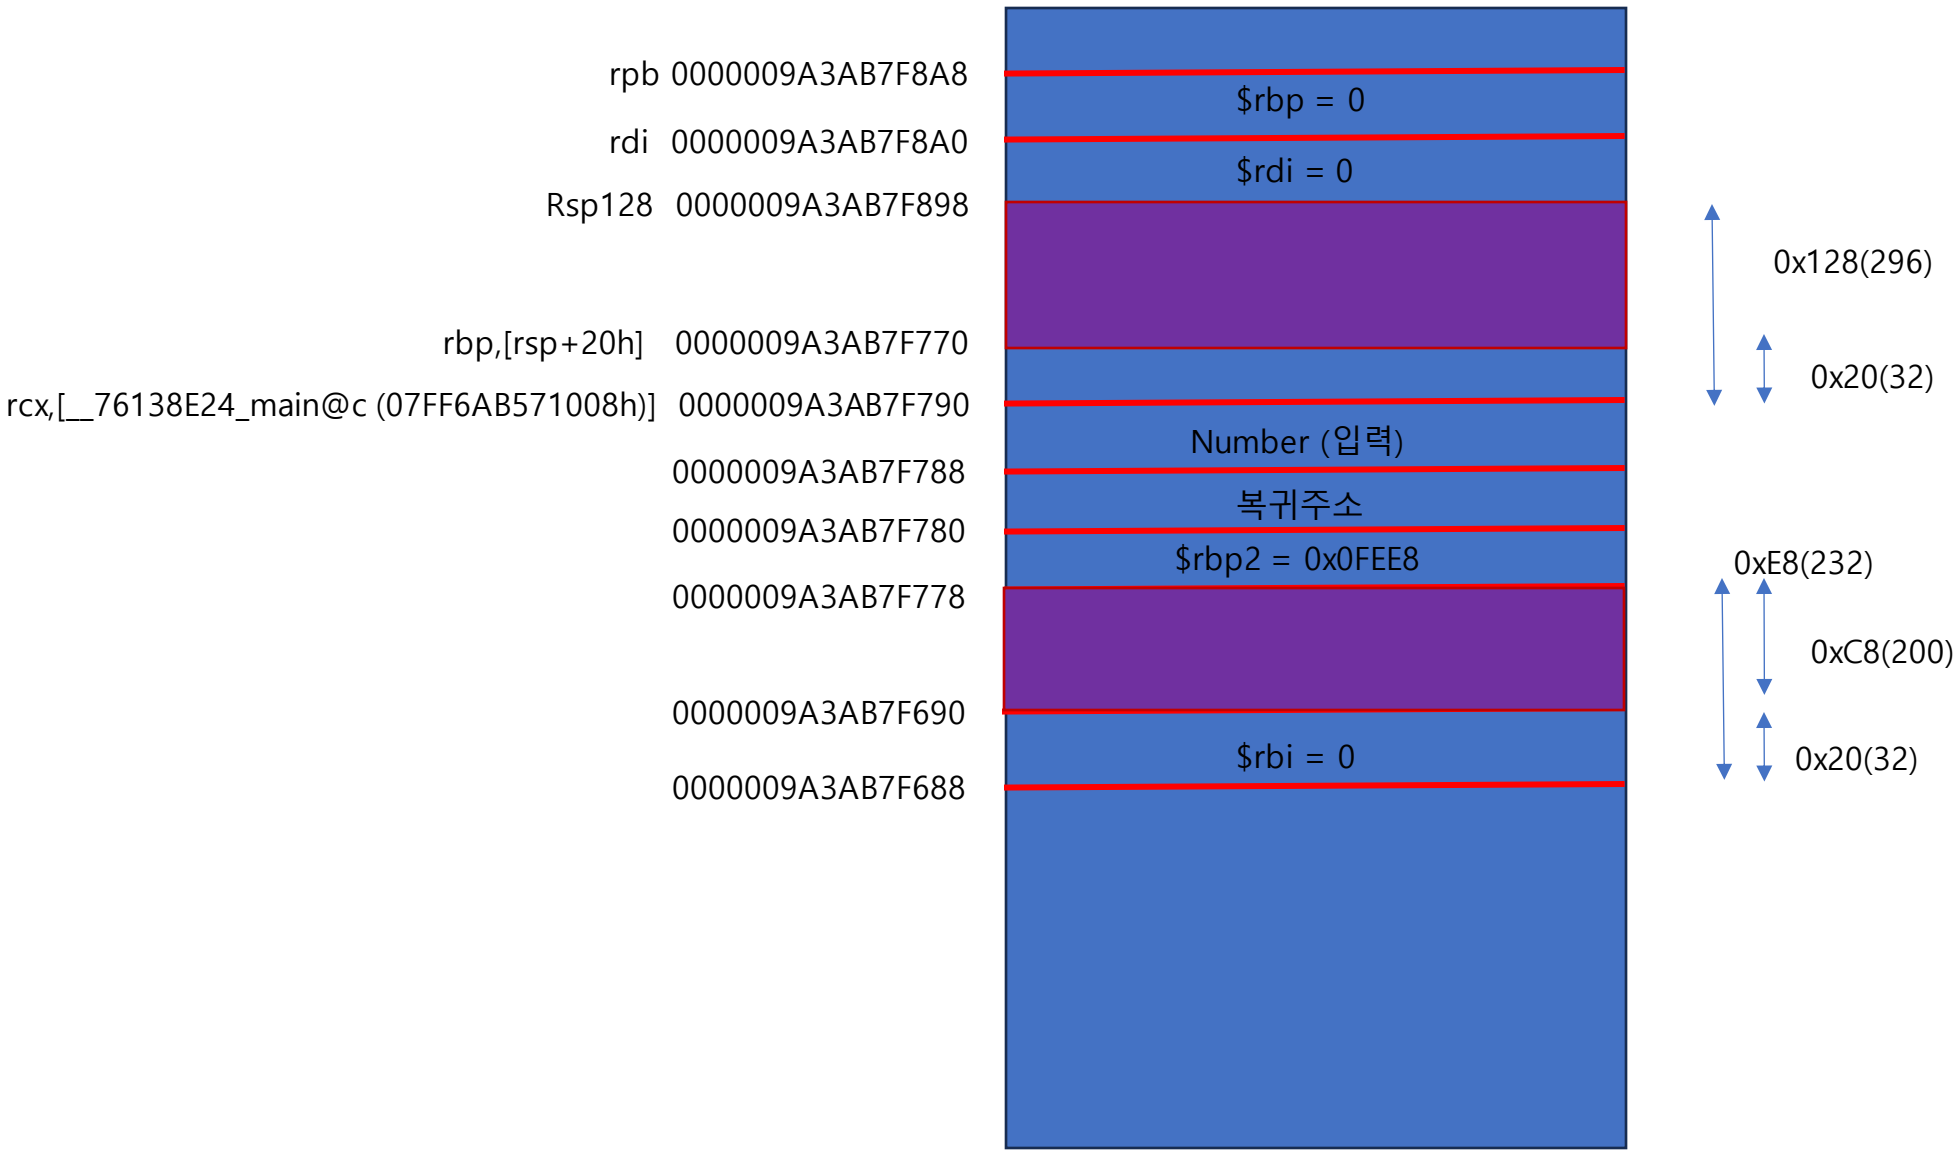 rpb 0000009A3AB7F8A8
$rbp = 0
rdi 0000009A3AB7F8A0
$rdi = 0
Rsp128 0000009A3AB7F898
0x128(296)
rbp,[rsp+20h] 0000009A3AB7F770
0x20(32)
rcx,[__76138E24_main@c (07FF6AB571008h)] 0000009A3AB7F790
Number (입력)
0000009A3AB7F788
복귀주소
0000009A3AB7F780
$rbp2 = 0x0FEE8
0xE8(232)
0000009A3AB7F778
0xC8(200)
0000009A3AB7F690
$rbi = 0
0x20(32)
0000009A3AB7F688